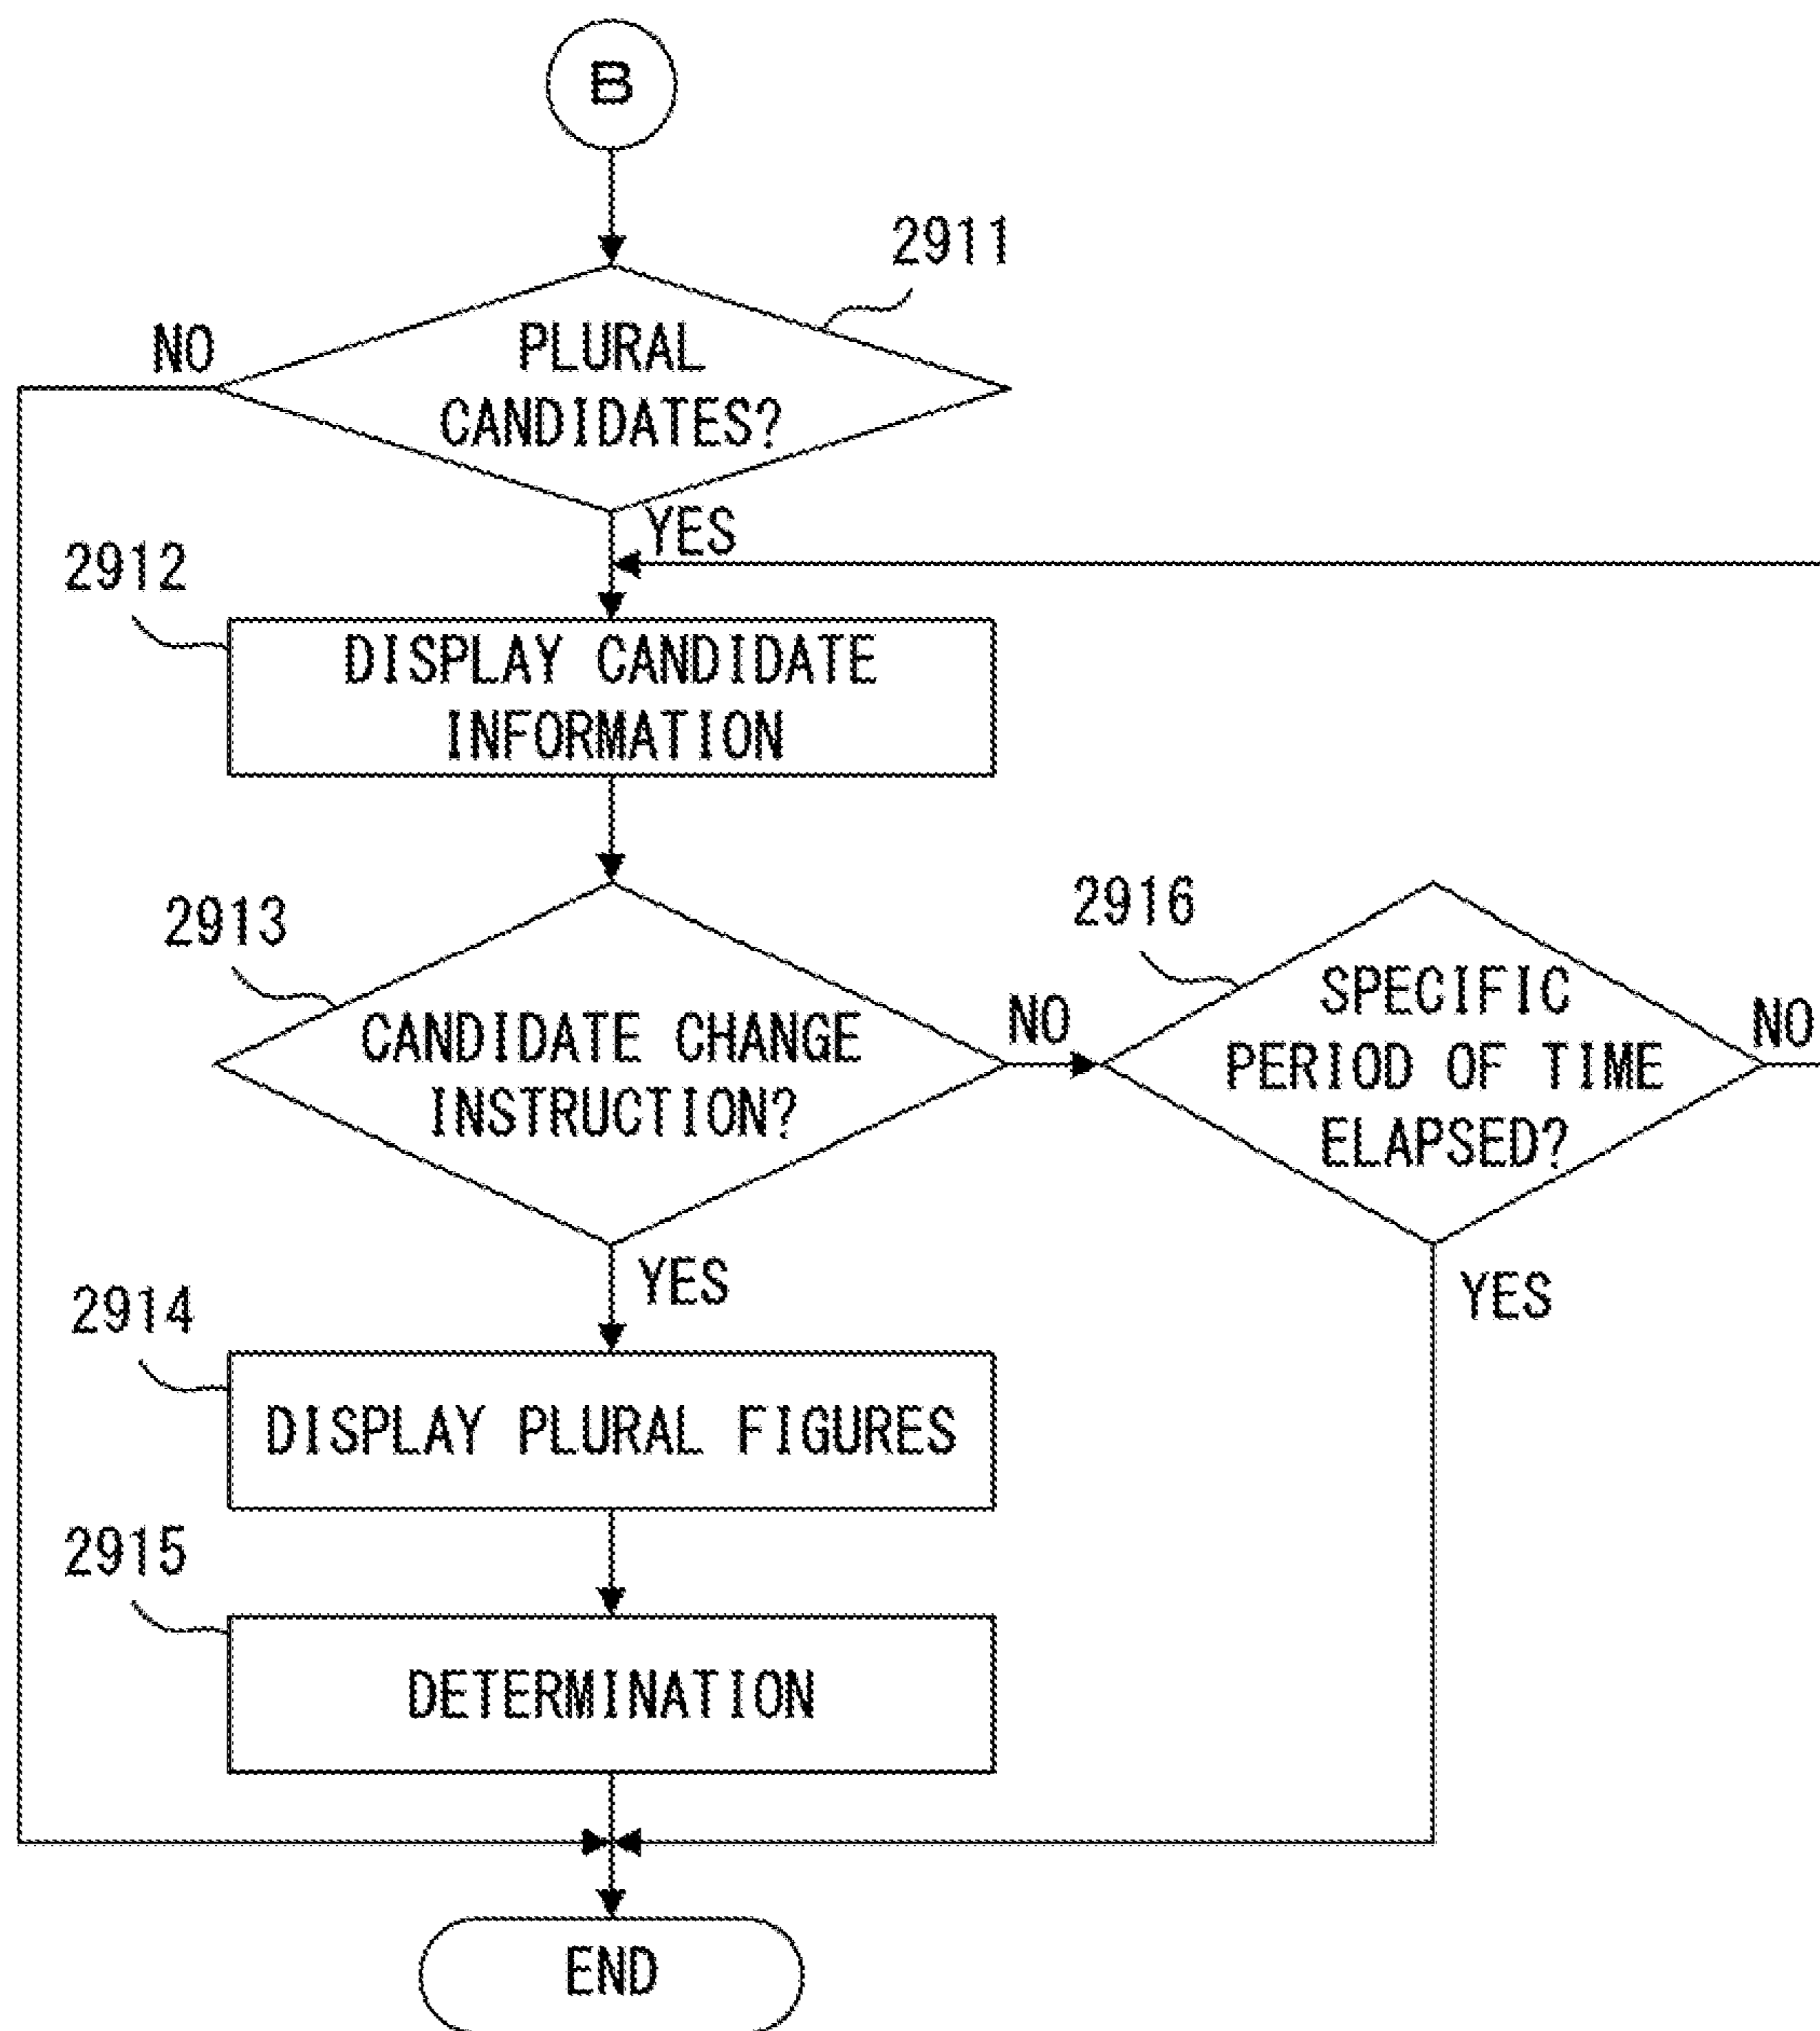 B
2911
NO
PLURAL
CANDIDATES?
YES
2912
DISPLAY CANDIDATE
INFORMATION
2913
CANDIDATE CHANGE
INSTRUCTION?
NO
2916
SPECIFIC
PERIOD OF TIME
ELAPSED?
NO
YES
YES
2914
DISPLAY PLURAL FIGURES
2915
DETERMINATION
END